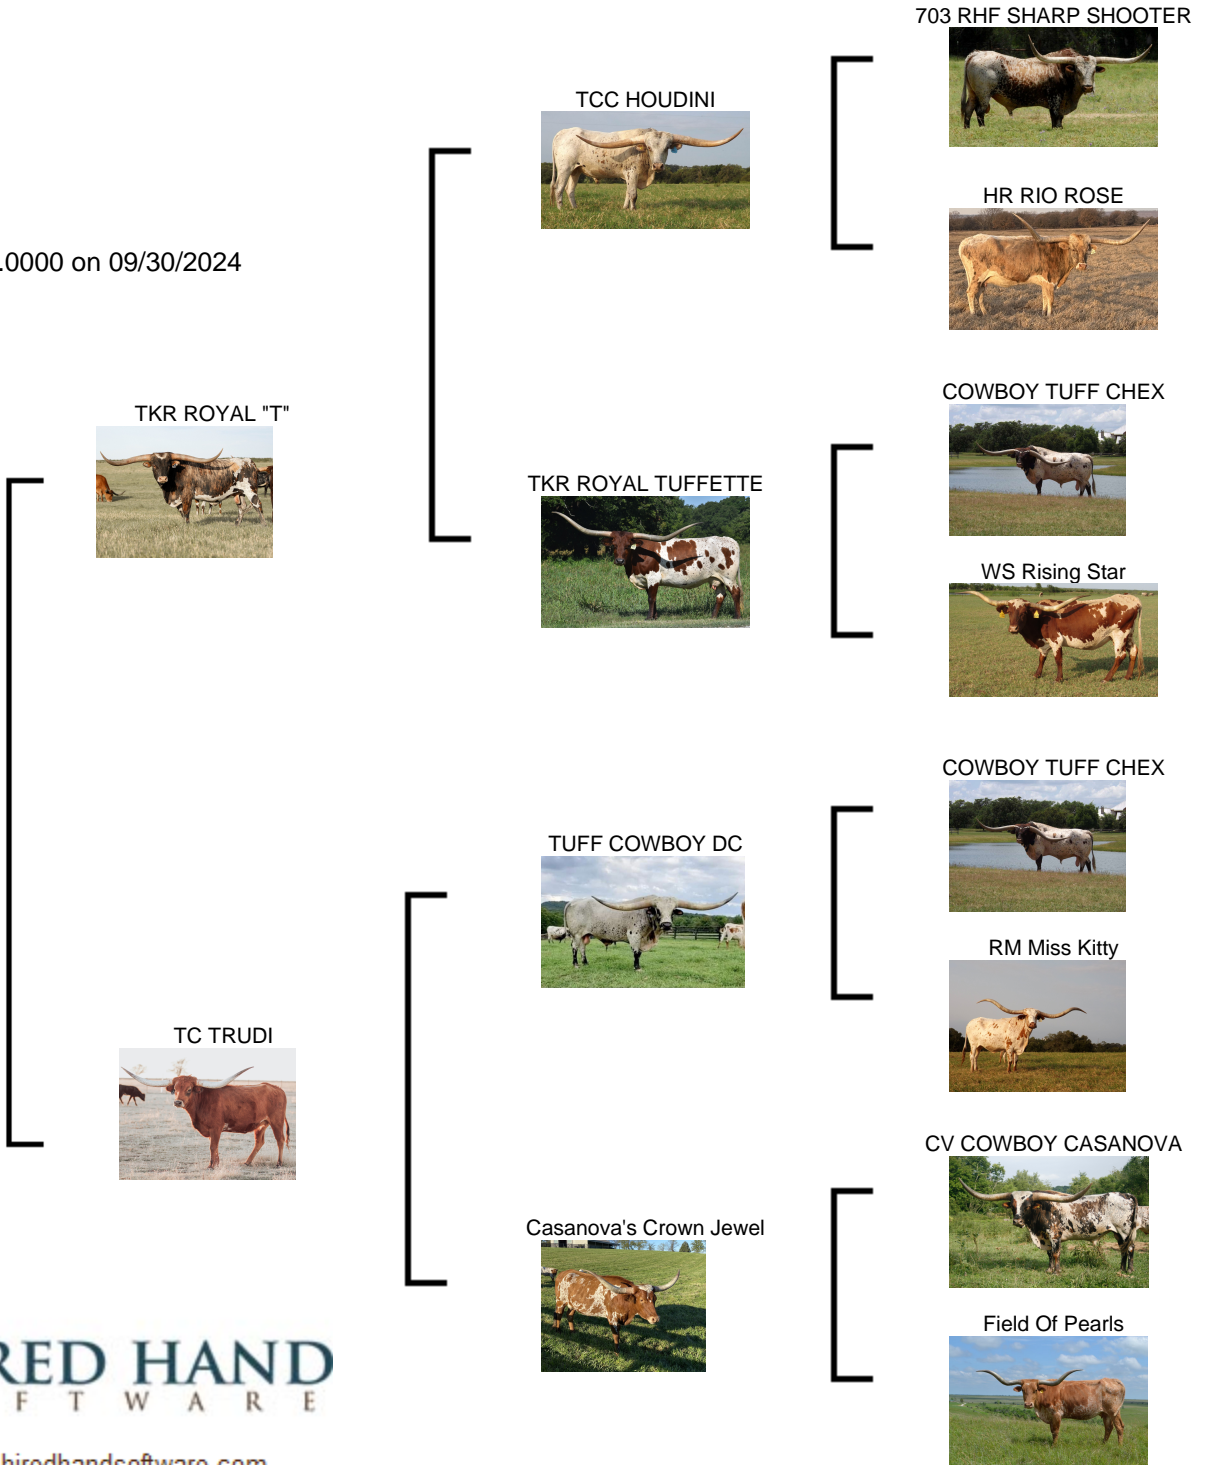 703 RHF SHARP SHOOTER
TCC HOUDINI
HR RIO ROSE
.0000 on 09/30/2024
COWBOY TUFF CHEX
TKR ROYAL "T"
TKR ROYAL TUFFETTE
WS Rising Star
COWBOY TUFF CHEX
TUFF COWBOY DC
RM Miss Kitty
TC TRUDI
CV COWBOY CASANOVA
Casanova's Crown Jewel
Field Of Pearls
RED HAND
F T W A R E
hiredhandsoftware.com